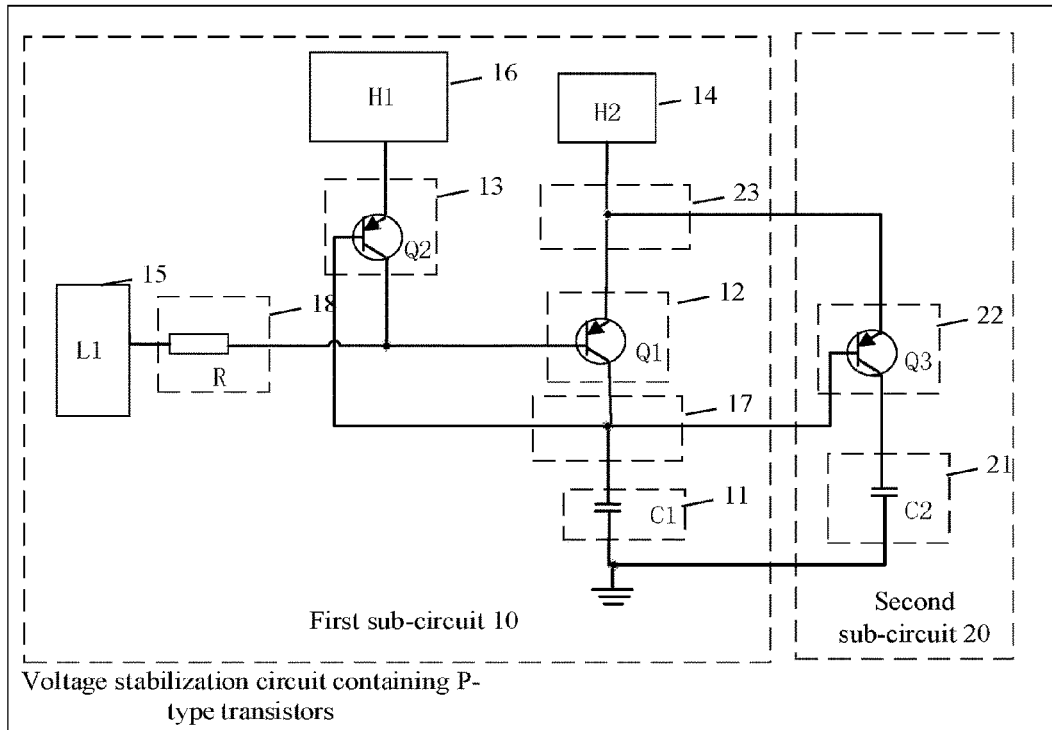 16
H1
14
H2
13
23
Q2
15
18
12
22
L1
R
Q1
Q3
17
21
11
C1
C2
First sub-circuit 10
Second
sub-circuit 20
Voltage stabilization circuit containing P-
type transistors